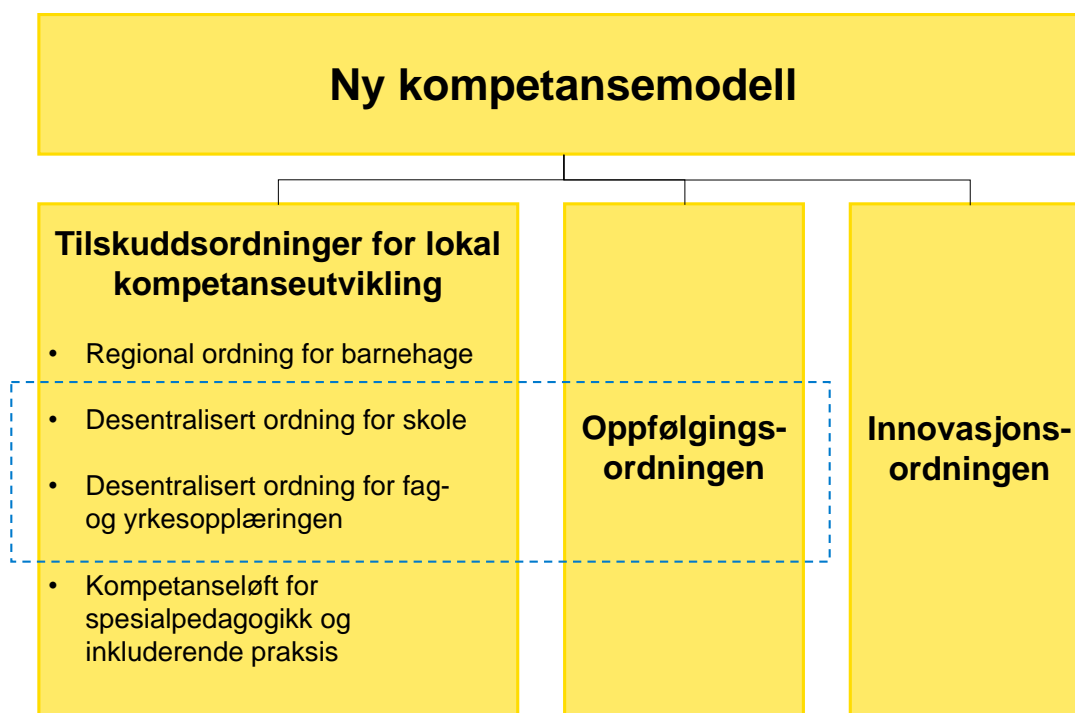 Ny kompetansemodell
Tilskuddsordninger for lokal
kompetanseutvikling
• Regional ordning for barnehage
• Desentralisert ordning for skole
• Desentralisert ordning for fag-
og yrkesopplæringen
• Kompetanseløft for
spesialpedagogikk og
inkluderende praksis
Oppfølgings-
ordningen
Innovasjons-
ordningen